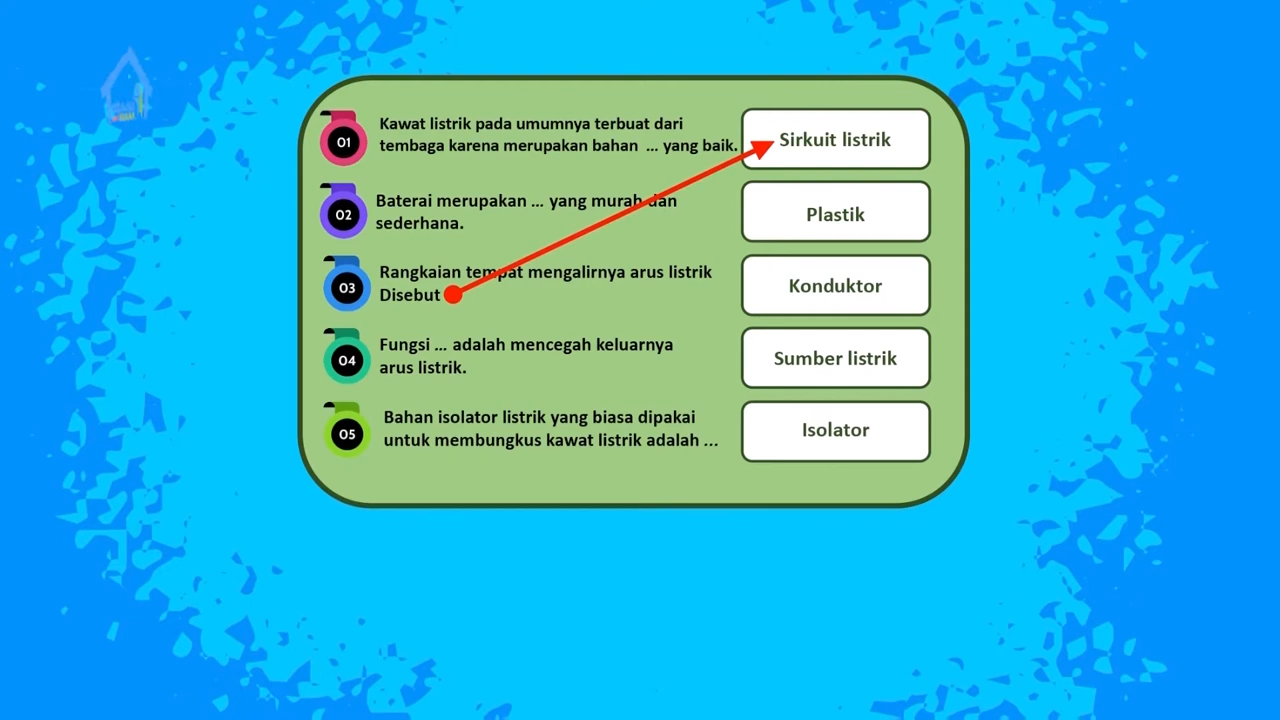 01
Kawat listrik pada umumnya terbuat dari
tembaga karena merupakan bahan ... yang baik.
Sirkuit listrik
02
Baterai merupakan ... yang murah dan
sederhana.
Plastik
03
Rangkaian tempat mengalirnya arus listrik
Disebut
Konduktor
04
Fungsi ... adalah mencegah keluarnya
arus listrik.
Sumber listrik
05
Bahan isolator listrik yang biasa dipakai
untuk membungkus kawat listrik adalah ...
Isolator